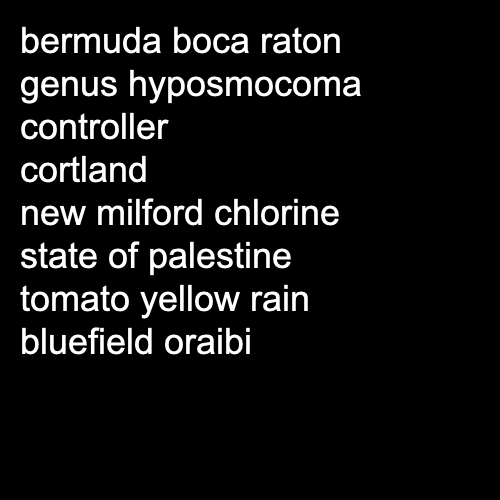 bermuda boca raton
genus hyposmocoma
controller
cortland
new milford chlorine
state of palestine
tomato yellow rain
bluefield oraibi